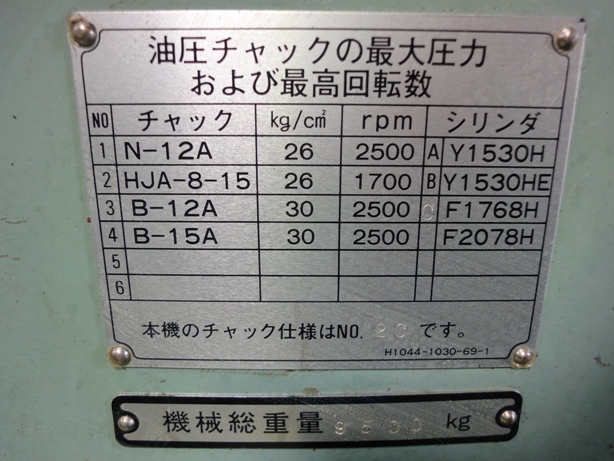 油圧チャックの最大圧力
および最高回転数
NO チャック kg/c㎡ rpm シリンダ
1 N-12A 26 2500 A Y1530H
2 HJA-8-15 26 1700 B Y1530HE
3 B-12A 30 2500 C F1768H
4 B-15A 30 2500 F2078H
5
6
本機のチャック仕様はNO. です。
H1044-1030-69-1
機械総重量 kg